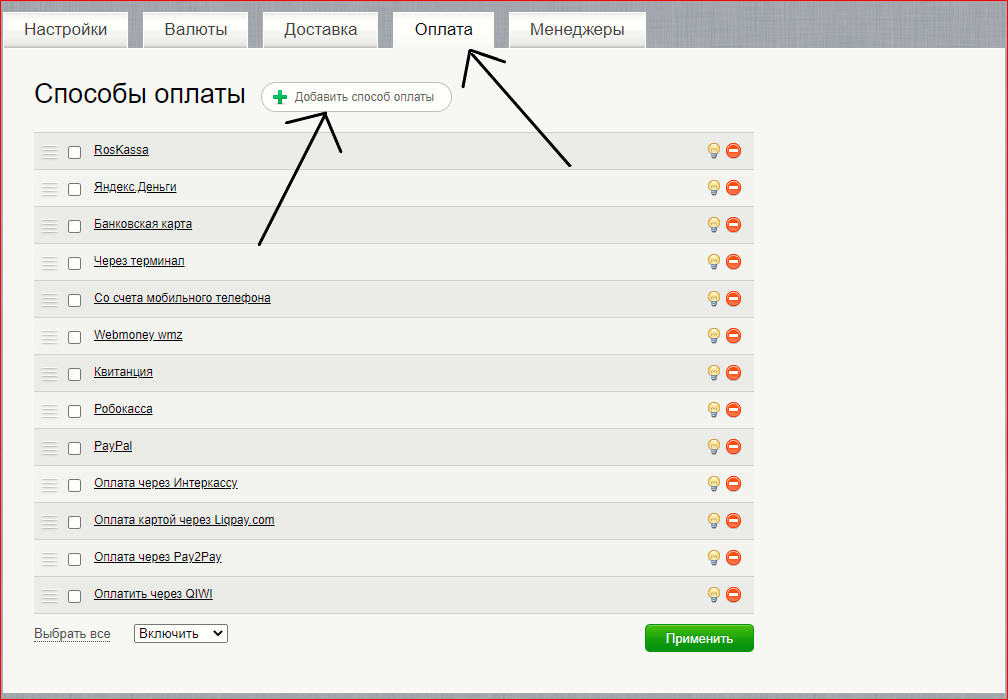 Настройки Валюты Доставка Оплата Менеджеры
Способы оплаты Добавить способ оплаты
RosKassa
Яндекс.Деньги
Банковская карта
Через терминал
Со счета мобильного телефона
Webmoney wmz
Квитанция
Робокасса
PayPal
Оплата через Интеркассу
Оплата картой через Liqpay.com
Оплата через Pay2Pay
Оплатить через QIWI
Выбрать все Включить Применить